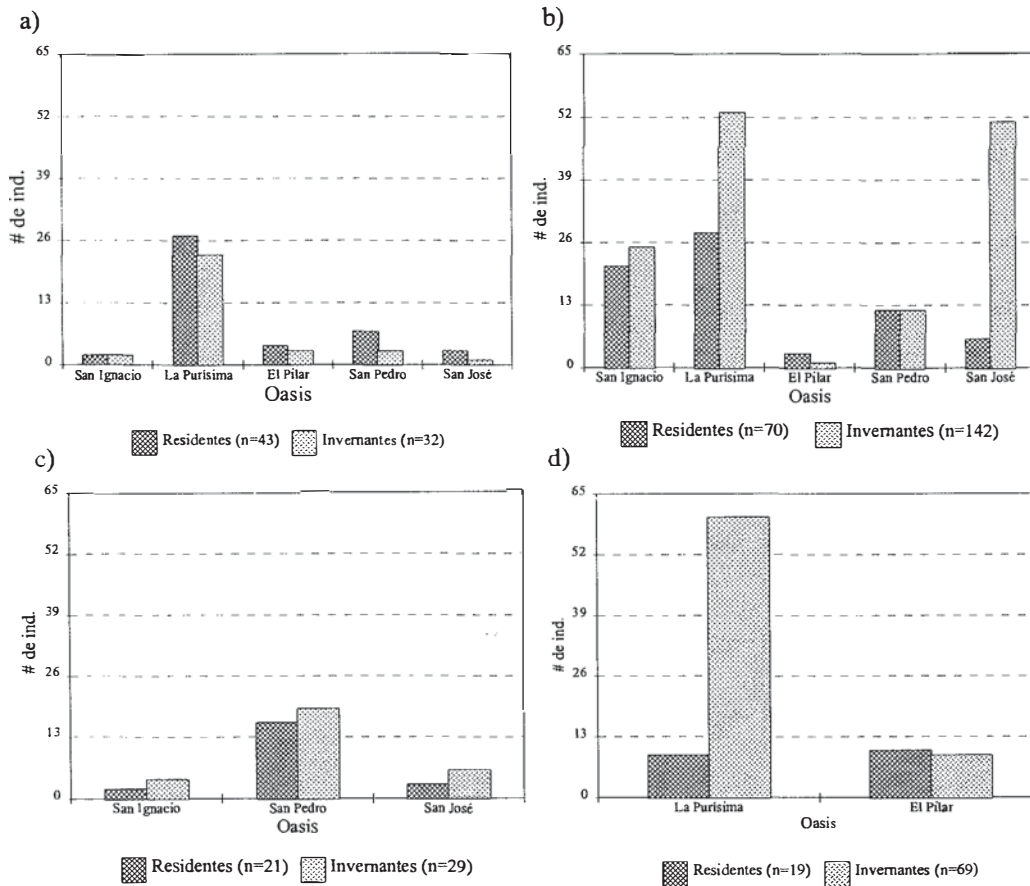 a)
65
52
39
26
13
0
# de ind.
San Ignacio La Purísima El Pilar San Pedro San José
Oasis
Residentes (n=43) Invernantes (n=32)
b)
65
52
39
26
13
0
# de ind.
San Ignacio La Purísima El Pilar San Pedro San José
Oasis
Residentes (n=70) Invernantes (n=142)
c)
65
52
39
26
13
0
# de ind.
San Ignacio San Pedro San José
Oasis
Residentes (n=21) Invernantes (n=29)
d)
65
52
39
26
13
0
# de ind.
La Purísima El Pilar
Oasis
Residentes (n=19) Invernantes (n=69)